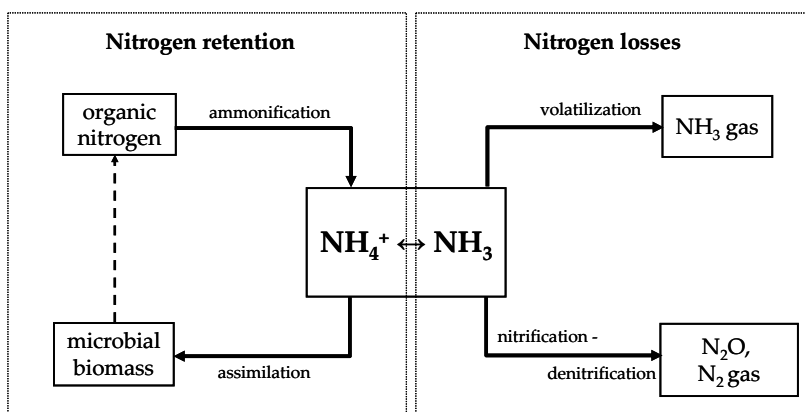 Nitrogen retention
Nitrogen losses
organic
nitrogen
ammonification
volatilization
NH₃ gas
NH₄⁺ ↔ NH₃
microbial
biomass
assimilation
nitrification -
denitrification
N₂O,
N₂ gas